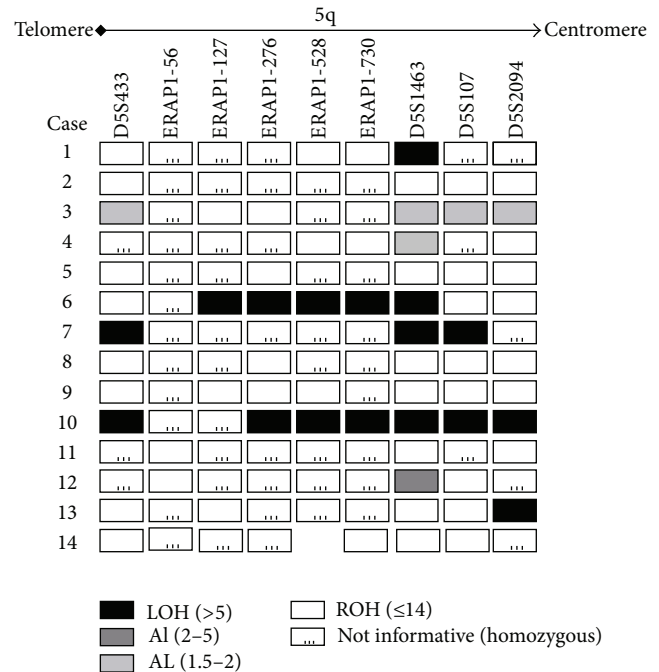 5q
Telomere Centromere
Case D5S433 ERAP1-56 ERAP1-127 ERAP1-276 ERAP1-528 ERAP1-730 D5S1463 D5S107 D5S2094
1
2
3
4
5
6
7
8
9
10
11
12
13
14
LOH (>5) ROH (≤14)
Al (2–5) ... Not informative (homozygous)
AL (1.5–2)